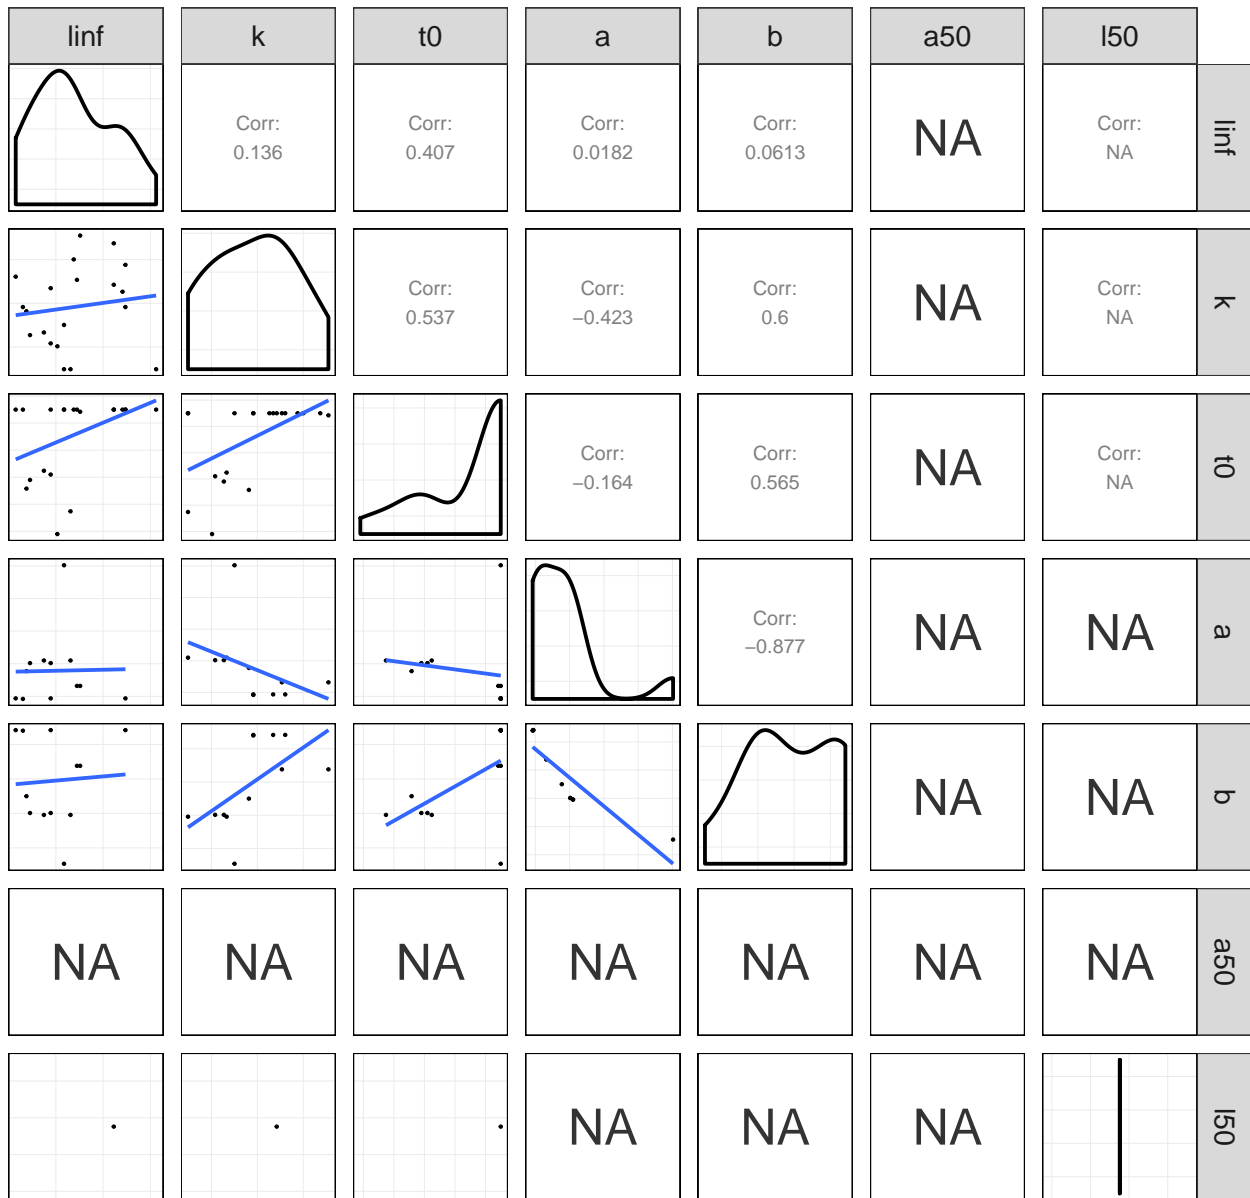 linf k t0 a b a50 l50
Corr: Corr: Corr: Corr: NA Corr:
0.136 0.407 0.0182 0.0613 NA
linf
Corr: Corr: Corr: NA Corr:
0.537 −0.423 0.6 NA
k
Corr: Corr: NA Corr:
−0.164 0.565 NA
t0
Corr: NA NA
−0.877
a
NA NA
b
NA NA NA NA NA NA NA
a50
NA NA NA
l50